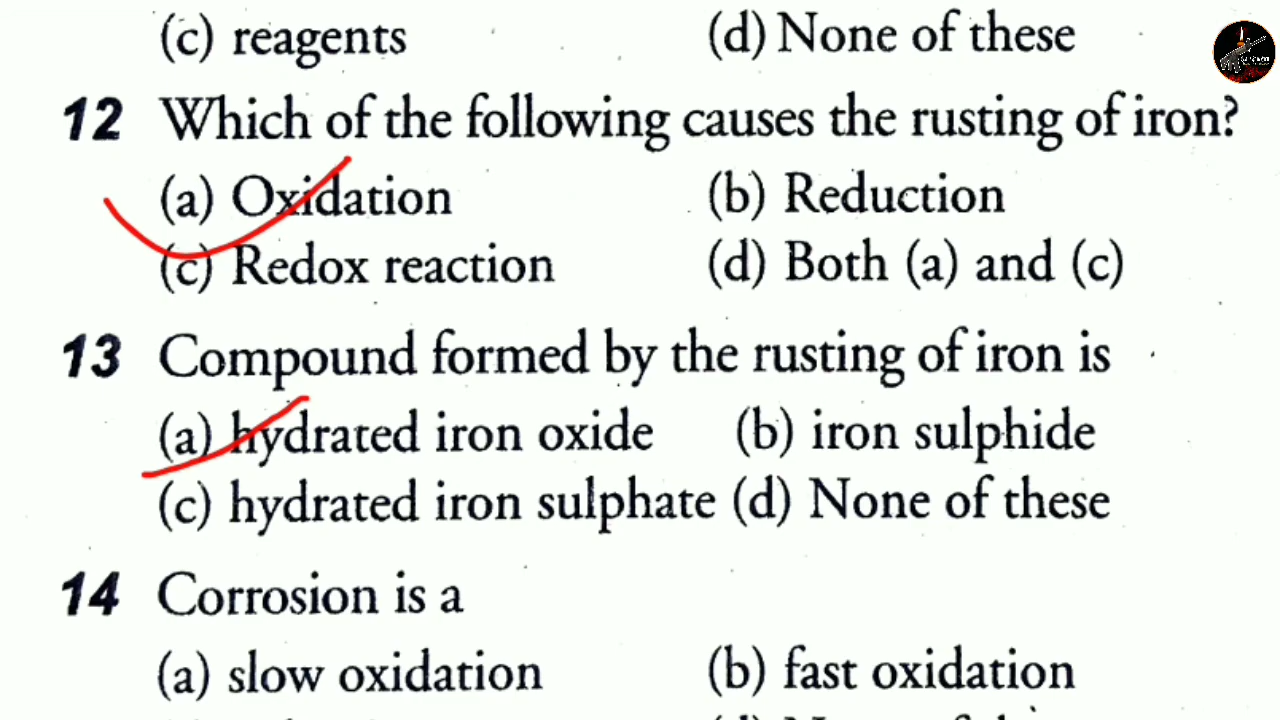 (c) reagents (d) None of these
12 Which of the following causes the rusting of iron?
(a) Oxidation (b) Reduction
(c) Redox reaction (d) Both (a) and (c)
13 Compound formed by the rusting of iron is
(a) hydrated iron oxide (b) iron sulphide
(c) hydrated iron sulphate (d) None of these
14 Corrosion is a
(a) slow oxidation (b) fast oxidation